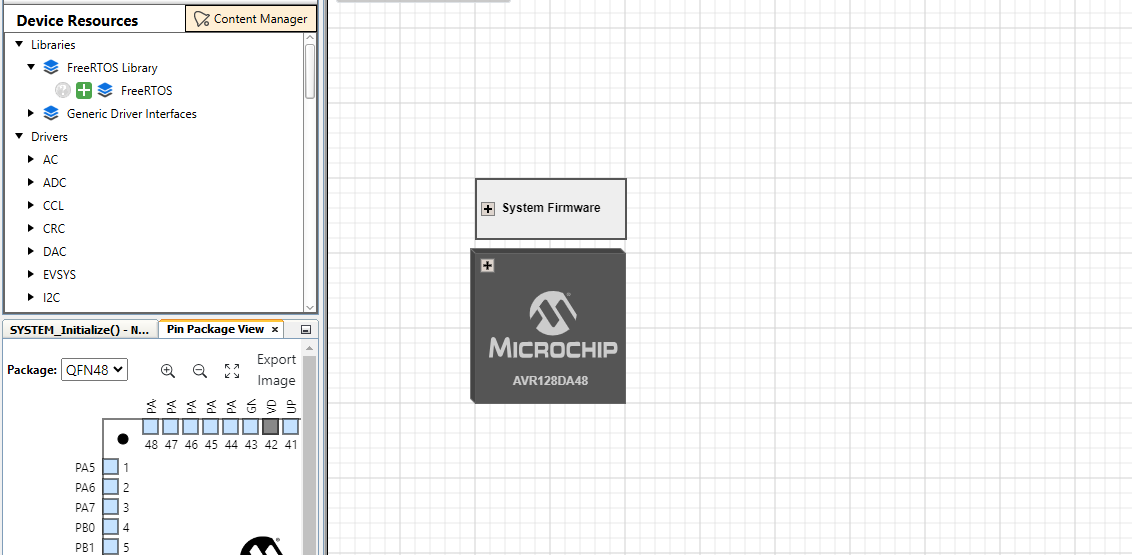 Device Resources
Content Manager
Libraries
FreeRTOS Library
?
FreeRTOS
Generic Driver Interfaces
Drivers
AC
ADC
CCL
CRC
DAC
EVSYS
I2C
SYSTEM_Initialize() - N...
Pin Package View ×
Package: QFN48
Export
Image
PA PA PA PA PA GN VD UP
48 47 46 45 44 43 42 41
PA5 1
PA6 2
PA7 3
PB0 4
PB1 5
System Firmware
MICROCHIP
AVR128DA48